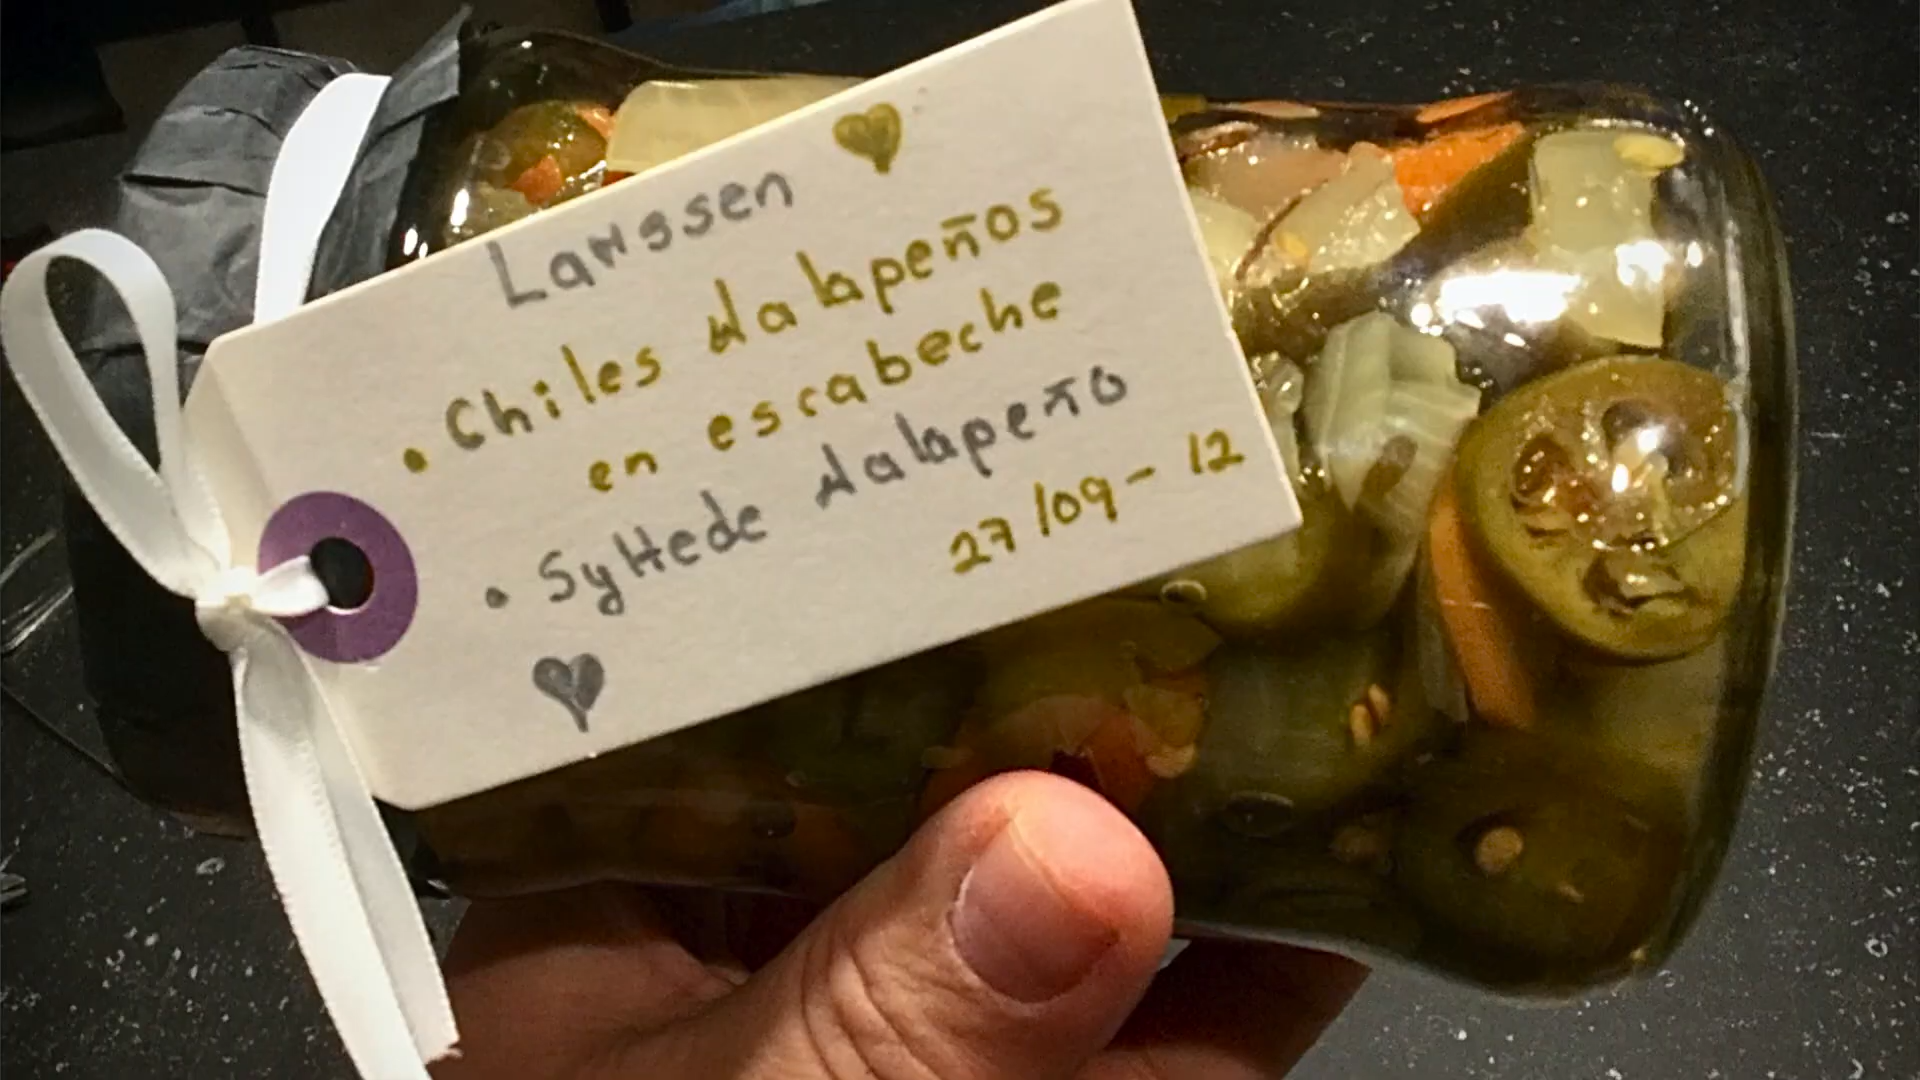 Larssen
• Chiles Jalapeños
en escabeche
• Syltede Jalapeño
27/09-12